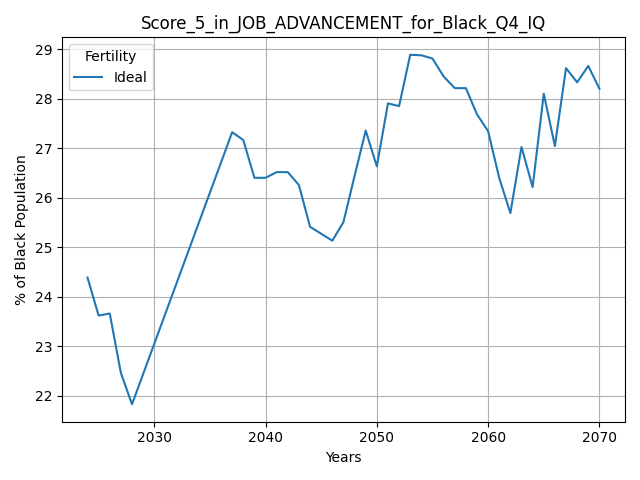 Score_5_in_JOB_ADVANCEMENT_for_Black_Q4_IQ
Fertility
Ideal
% of Black Population
29
28
27
26
25
24
23
22
2030 2040 2050 2060 2070
Years